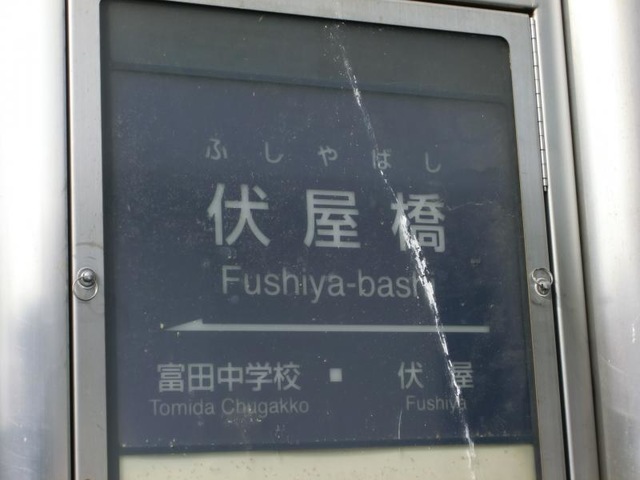 ふしやばし
伏屋橋
Fushiya-bashi
富田中学校 ■ 伏屋
Tomida Chugakko Fushiya